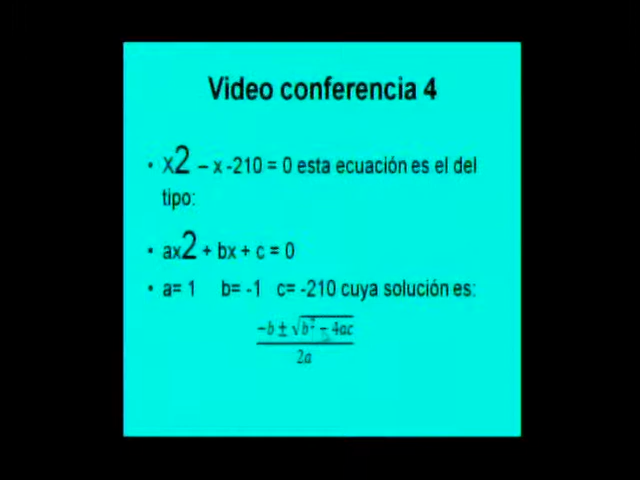 Video conferencia 4
• x2 – x -210 = 0 esta ecuación es el del
tipo:
• ax2 + bx + c = 0
• a= 1 b= -1 c= -210 cuya solución es:
−b ± √b² − 4ac
2a